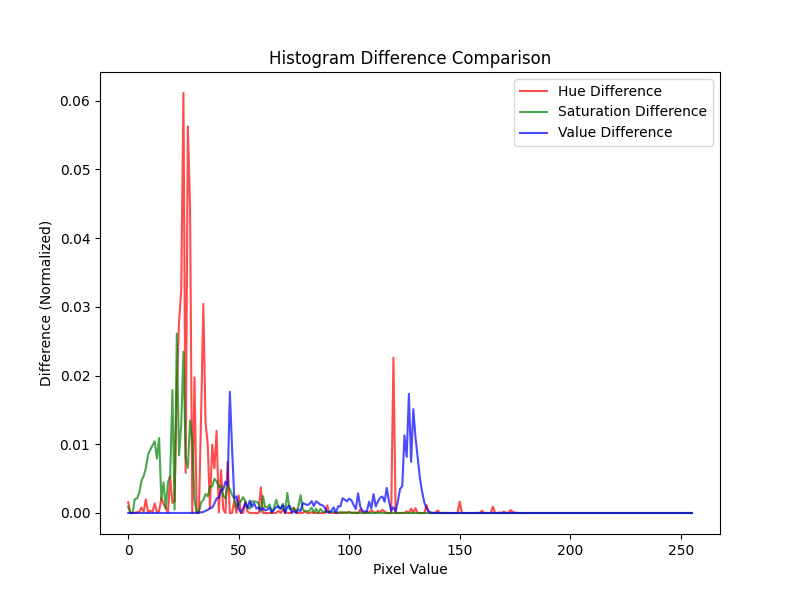 Histogram Difference Comparison
Hue Difference
Saturation Difference
Value Difference
Difference (Normalized)
0.06
0.05
0.04
0.03
0.02
0.01
0.00
0 50 100 150 200 250
Pixel Value